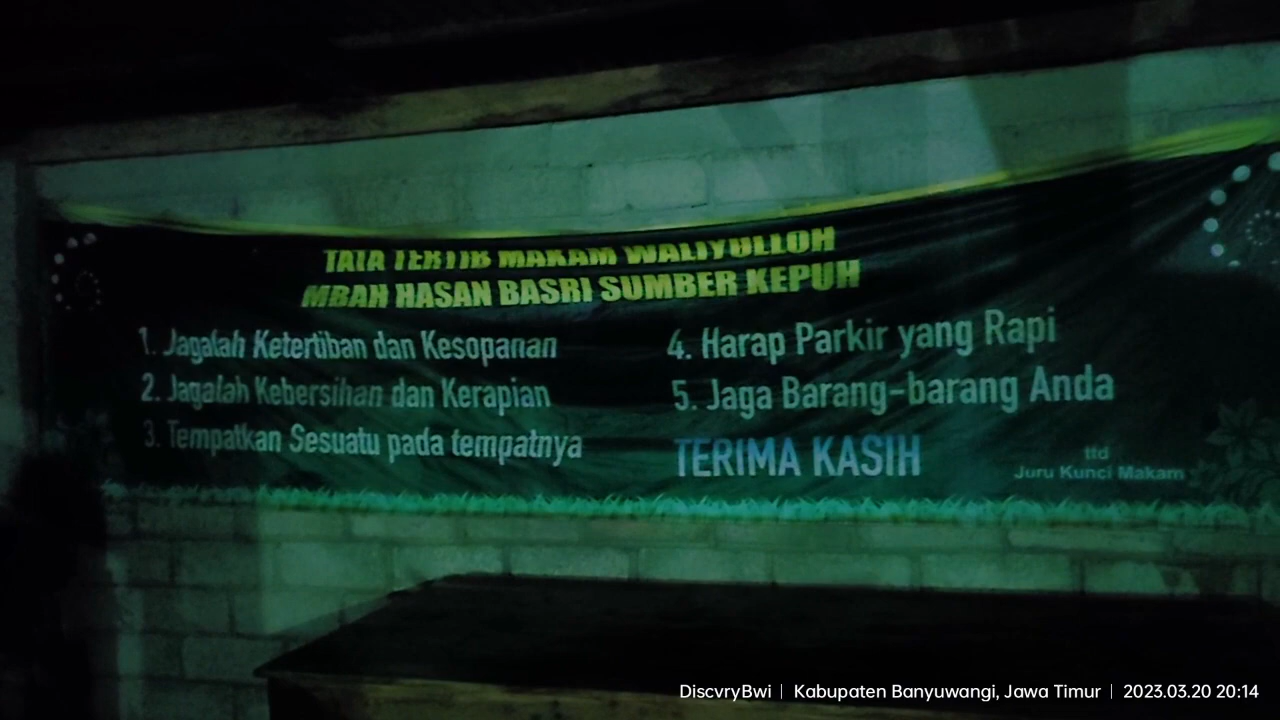 TATA TERTIB MAKAM WALIYULLOH
MBAH HASAN BASRI SUMBER KEPUH
1. Jagalah Ketertiban dan Kesopanan
2. Jagalah Kebersihan dan Kerapian
3. Tempatkan Sesuatu pada tempatnya
4. Harap Parkir yang Rapi
5. Jaga Barang-barang Anda
TERIMA KASIH
ttd
Juru Kunci Makam
DiscvryBwi | Kabupaten Banyuwangi, Jawa Timur | 2023.03.20 20:14